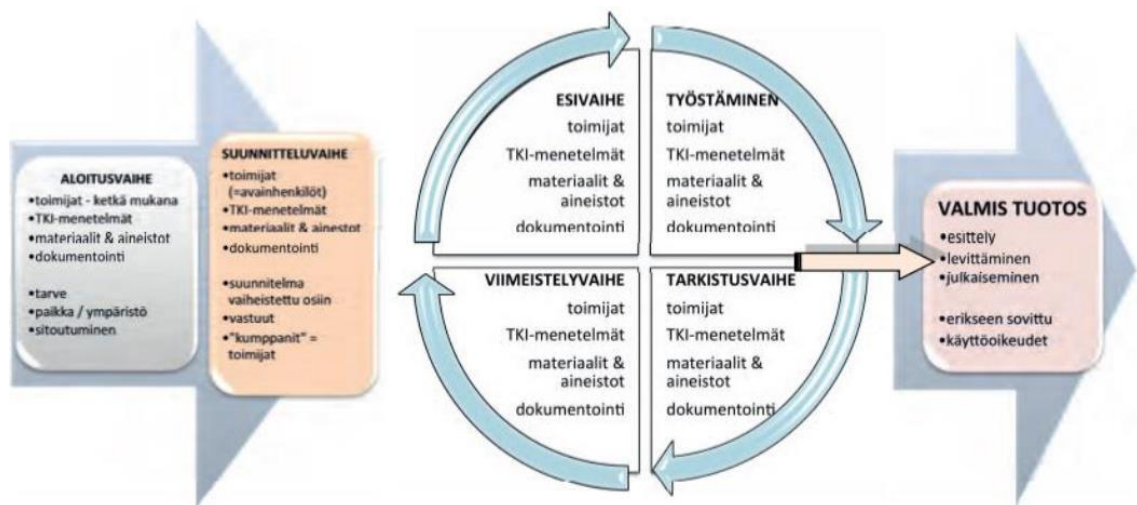 ALOITUSVAIHE
•toimijat - ketkä mukana
•TKI-menetelmät
•materiaalit & aineistot
•dokumentointi
•tarve
•paikka / ympäristö
•sitoutuminen
SUUNNITTELUVAIHE
•toimijat
(=avainhenkilöt)
•TKI-menetelmät
•materiaalit & ainestot
•dokumentointi
•suunnitelma
vaiheistettu osiin
•vastuut
•"kumppanit" =
toimijat
ESIVAIHE
toimijat
TKI-menetelmät
materiaalit &
aineistot
dokumentointi
TYÖSTÄMINEN
toimijat
TKI-menetelmät
materiaalit &
aineistot
dokumentointi
VIIMEISTELYVAIHE
toimijat
TKI-menetelmät
materiaalit &
aineistot
dokumentointi
TARKISTUSVAIHE
toimijat
TKI-menetelmät
materiaalit &
aineistot
dokumentointi
VALMIS TUOTOS
•esittely
•levittäminen
•julkaiseminen
•erikseen sovittu
•käyttöoikeudet